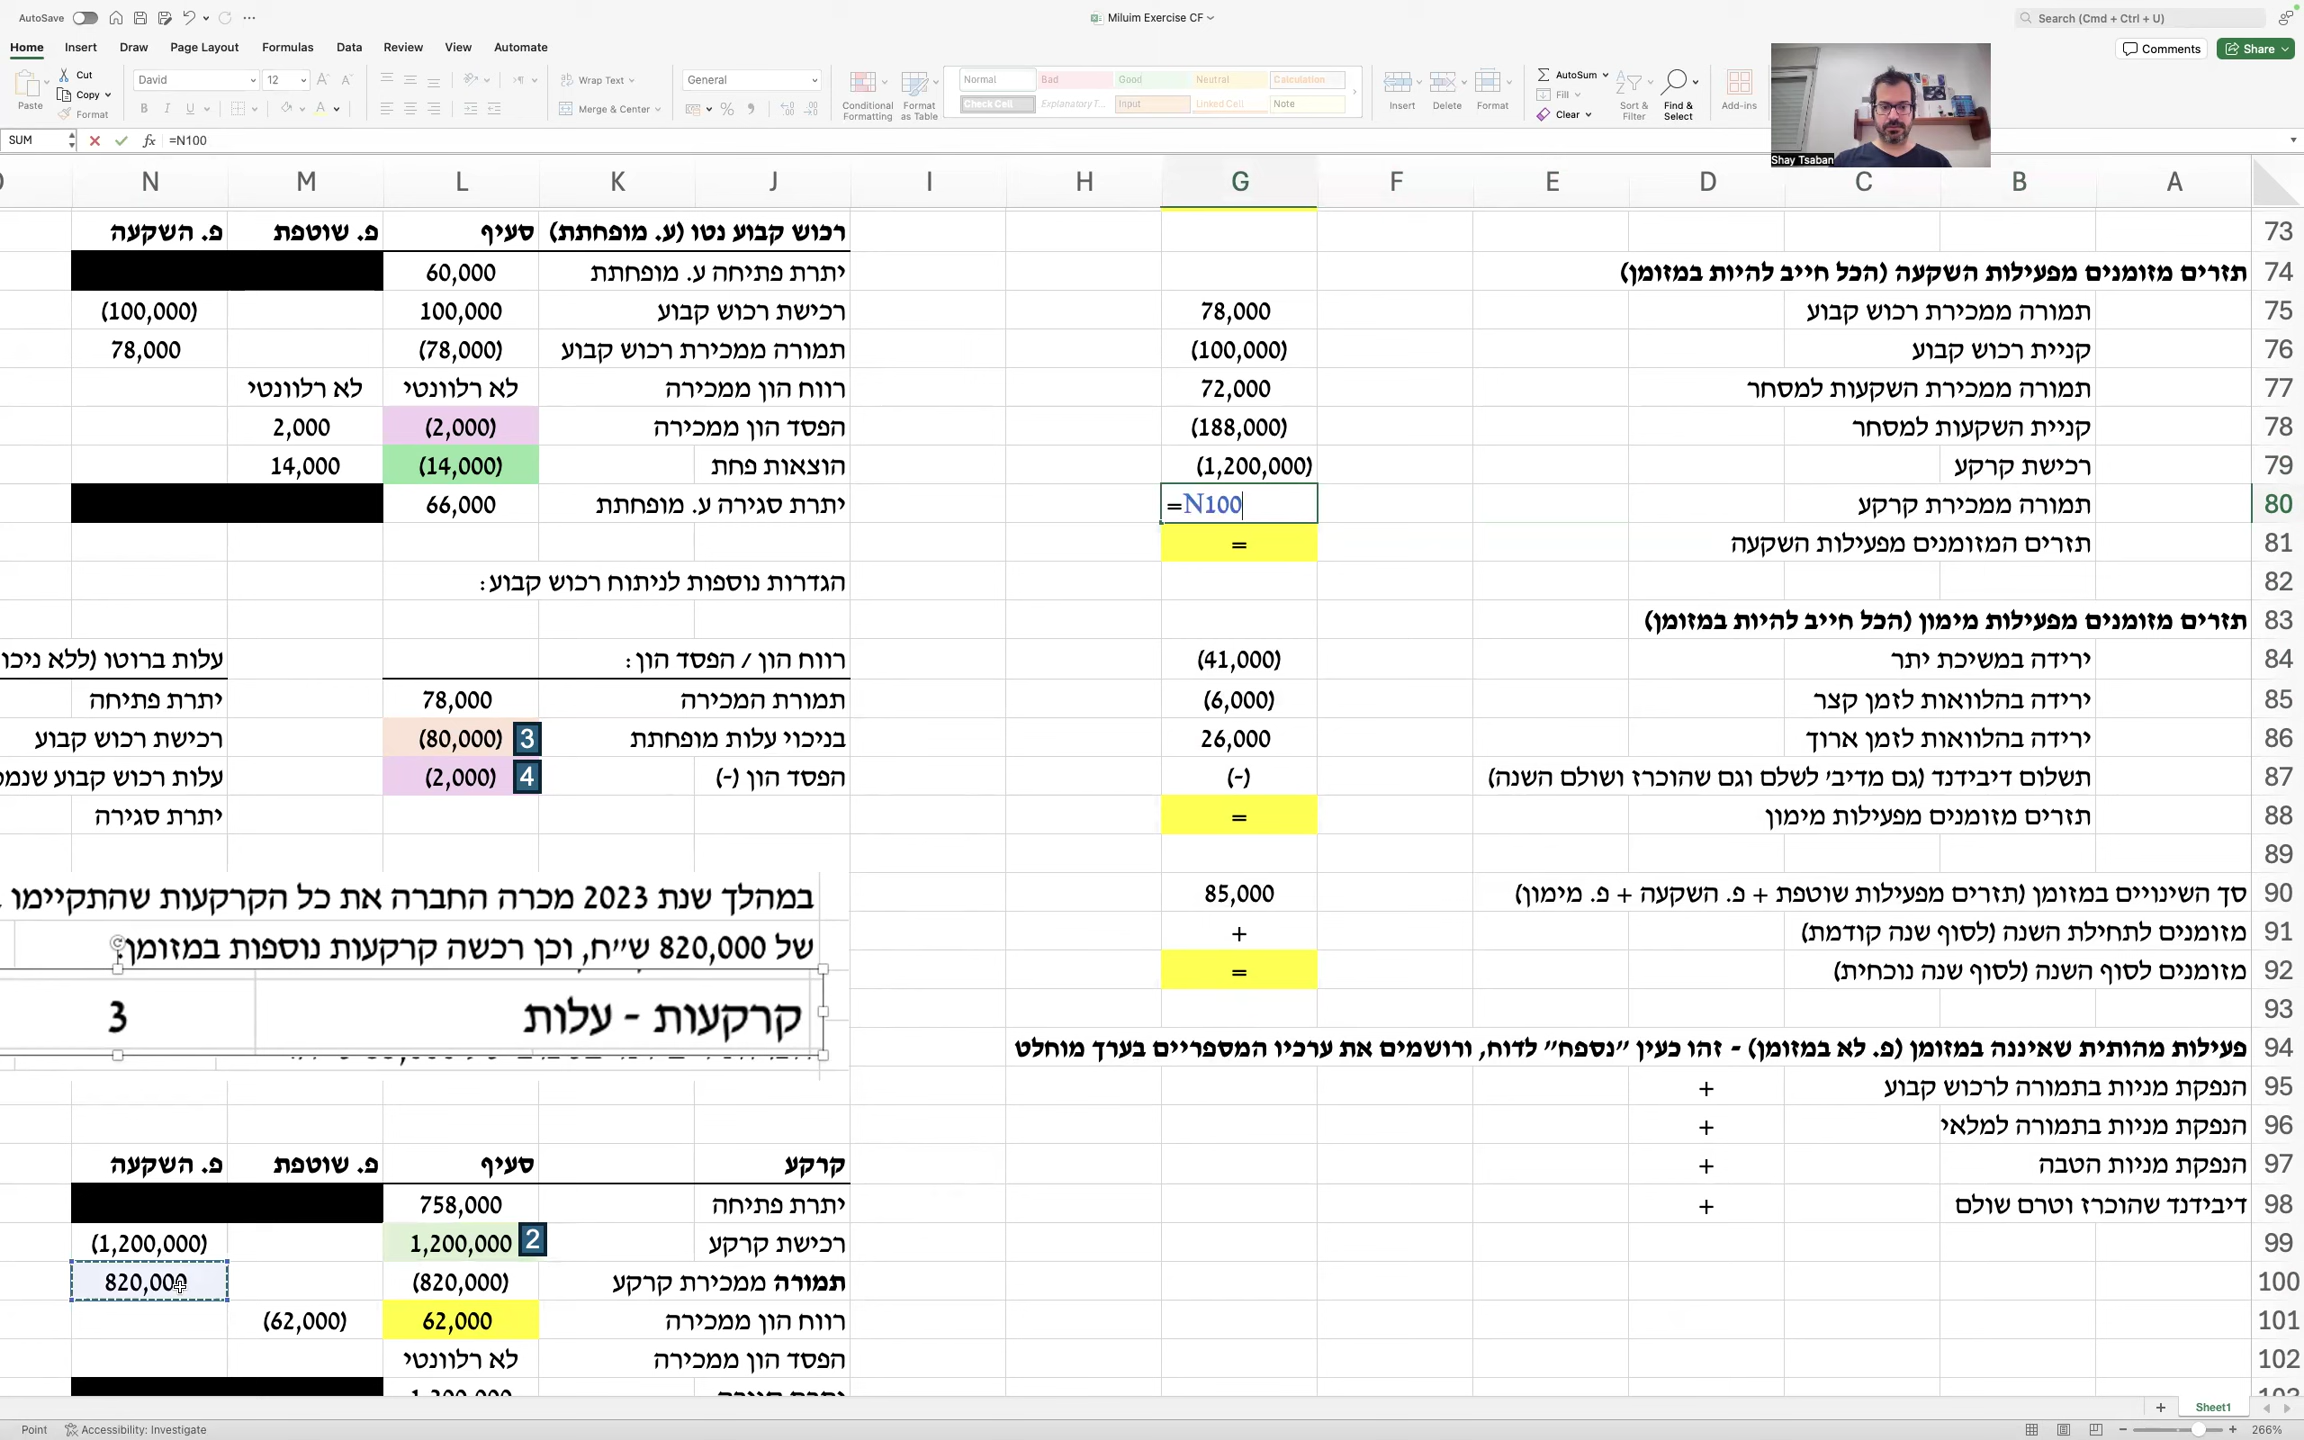 AutoSave
Miluim Exercise CF
Search (Cmd + Ctrl + U)
Home Insert Draw Page Layout Formulas Data Review View Automate
Comments Share
Paste Cut Copy Format
David 12
Wrap Text
Merge & Center
General
Conditional Formatting
Format as Table
Normal Bad Good Neutral Calculation
Check Cell Explanatory T... Input Linked Cell Note
Insert Delete Format
AutoSum Fill Clear
Sort & Filter
Find & Select
Add-ins
Shay Tsaban
SUM fx =N100
A B C D E F G H I J K L M N
73 רכוש קבוע נטו (ע. מופחתת) סעיף פ. שוטפת פ. השקעה
74 תזרים מזומנים מפעילות השקעה (הכל חייב להיות במזומן) יתרת פתיחה ע. מופחתת 60,000
75 תמורה ממכירת רכוש קבוע 78,000 רכישת רכוש קבוע 100,000 (100,000)
76 קניית רכוש קבוע (100,000) תמורה ממכירת רכוש קבוע (78,000) 78,000
77 תמורה ממכירת השקעות למסחר 72,000 רווח הון ממכירה לא רלוונטי לא רלוונטי
78 קניית השקעות למסחר (188,000) הפסד הון ממכירה (2,000) 2,000
79 רכישת קרקע (1,200,000) הוצאות פחת (14,000) 14,000
80 תמורה ממכירת קרקע =N100 יתרת סגירה ע. מופחתת 66,000
81 תזרים המזומנים מפעילות השקעה =
82 הגדרות נוספות לניתוח רכוש קבוע:
83 תזרים מזומנים מפעילות מימון (הכל חייב להיות במזומן)
84 ירידה במשיכת יתר (41,000) רווח הון / הפסד הון: עלות ברוטו (ללא ניכו
85 ירידה בהלוואות לזמן קצר (6,000) תמורת המכירה 78,000 יתרת פתיחה
86 ירידה בהלוואות לזמן ארוך 26,000 בניכוי עלות מופחתת 3 (80,000) רכישת רכוש קבוע
87 תשלום דיבידנד (גם מדיב' לשלם וגם שהוכרז ושולם השנה) (-) הפסד הון (-) 4 (2,000) עלות רכוש קבוע שנמכ
88 תזרים מזומנים מפעילות מימון = יתרת סגירה
89
90 סך השינויים במזומן (תזרים מפעילות שוטפת + פ. השקעה + פ. מימון) 85,000 במהלך שנת 2023 מכרה החברה את כל הקרקעות שהתקיימו
91 מזומנים לתחילת השנה (לסוף שנה קודמת) + של 820,000 ש"ח, וכן רכשה קרקעות נוספות במזומן.
92 מזומנים לסוף השנה (לסוף שנה נוכחית) =
93 קרקעות - עלות 3
94 פעילות מהותית שאיננה במזומן (פ. לא במזומן) - זהו כעין "נספח" לדוח, ורושמים את ערכיו המספריים בערך מוחלט
95 הנפקת מניות בתמורה לרכוש קבוע +
96 הנפקת מניות בתמורה למלאי +
97 הנפקת מניות הטבה + קרקע סעיף פ. שוטפת פ. השקעה
98 דיבידנד שהוכרז וטרם שולם + יתרת פתיחה 758,000
99 רכישת קרקע 2 1,200,000 (1,200,000)
100 תמורה ממכירת קרקע (820,000) 820,000
101 רווח הון ממכירה 62,000 (62,000)
102 הפסד הון ממכירה לא רלוונטי
Sheet1
Point Accessibility: Investigate 266%